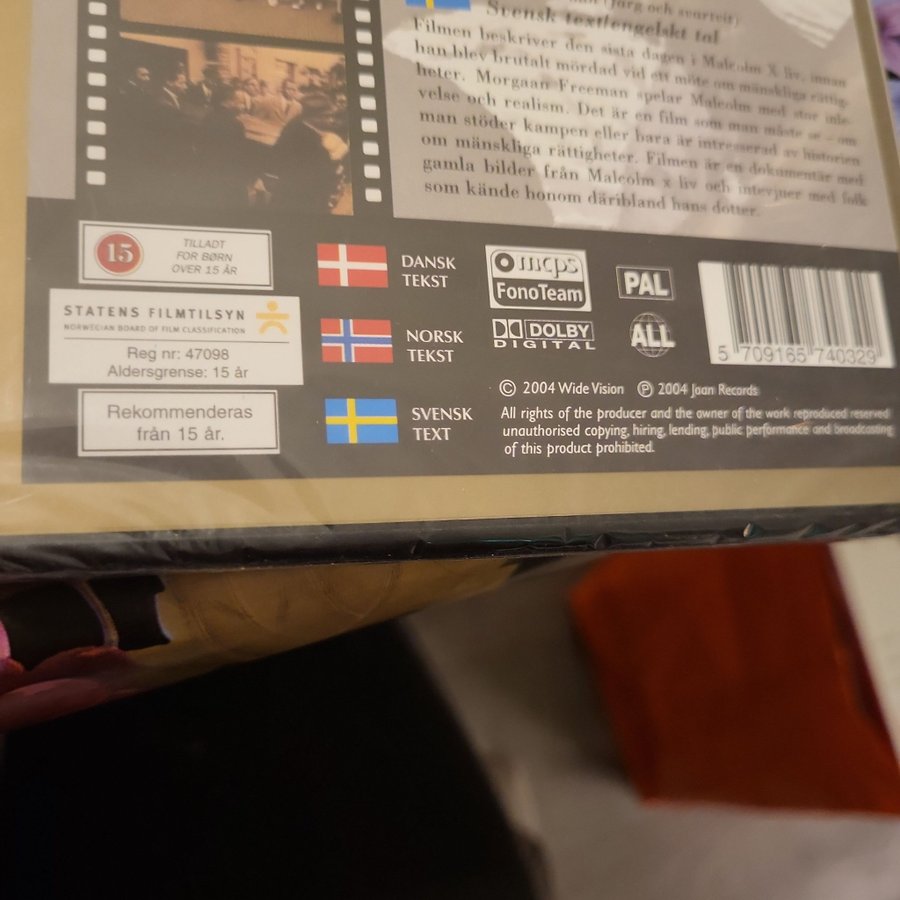 (färg och svartvit)
Svensk text/engelskt tal
Filmen beskriver den sista dagen i Malcolm X liv, innan
han blev brutalt mördad vid ett möte om mänskliga rättig-
heter. Morgaan Freeman spelar Malcolm med stor inle-
velse och realism. Det är en film som man måste se - om
man stöder kampen eller bara är intresserad av historien
om mänskliga rättigheter. Filmen är en dokumentär med
gamla bilder från Malcolm x liv och intevjuer med folk
som kände honom däribland hans dotter.
15
TILLADT
FOR BØRN
OVER 15 ÅR
STATENS FILMTILSYN
NORWEGIAN BOARD OF FILM CLASSIFICATION
Reg nr: 47098
Aldersgrense: 15 år
Rekommenderas
från 15 år.
DANSK
TEKST
NORSK
TEKST
SVENSK
TEXT
mcps
FonoTeam
DOLBY
DIGITAL
PAL
ALL
5 709165 740329
© 2004 Wide Vision ℗ 2004 Joan Records
All rights of the producer and the owner of the work reproduced reserved
unauthorised copying, hiring, lending, public performance and broadcasting
of this product prohibited.